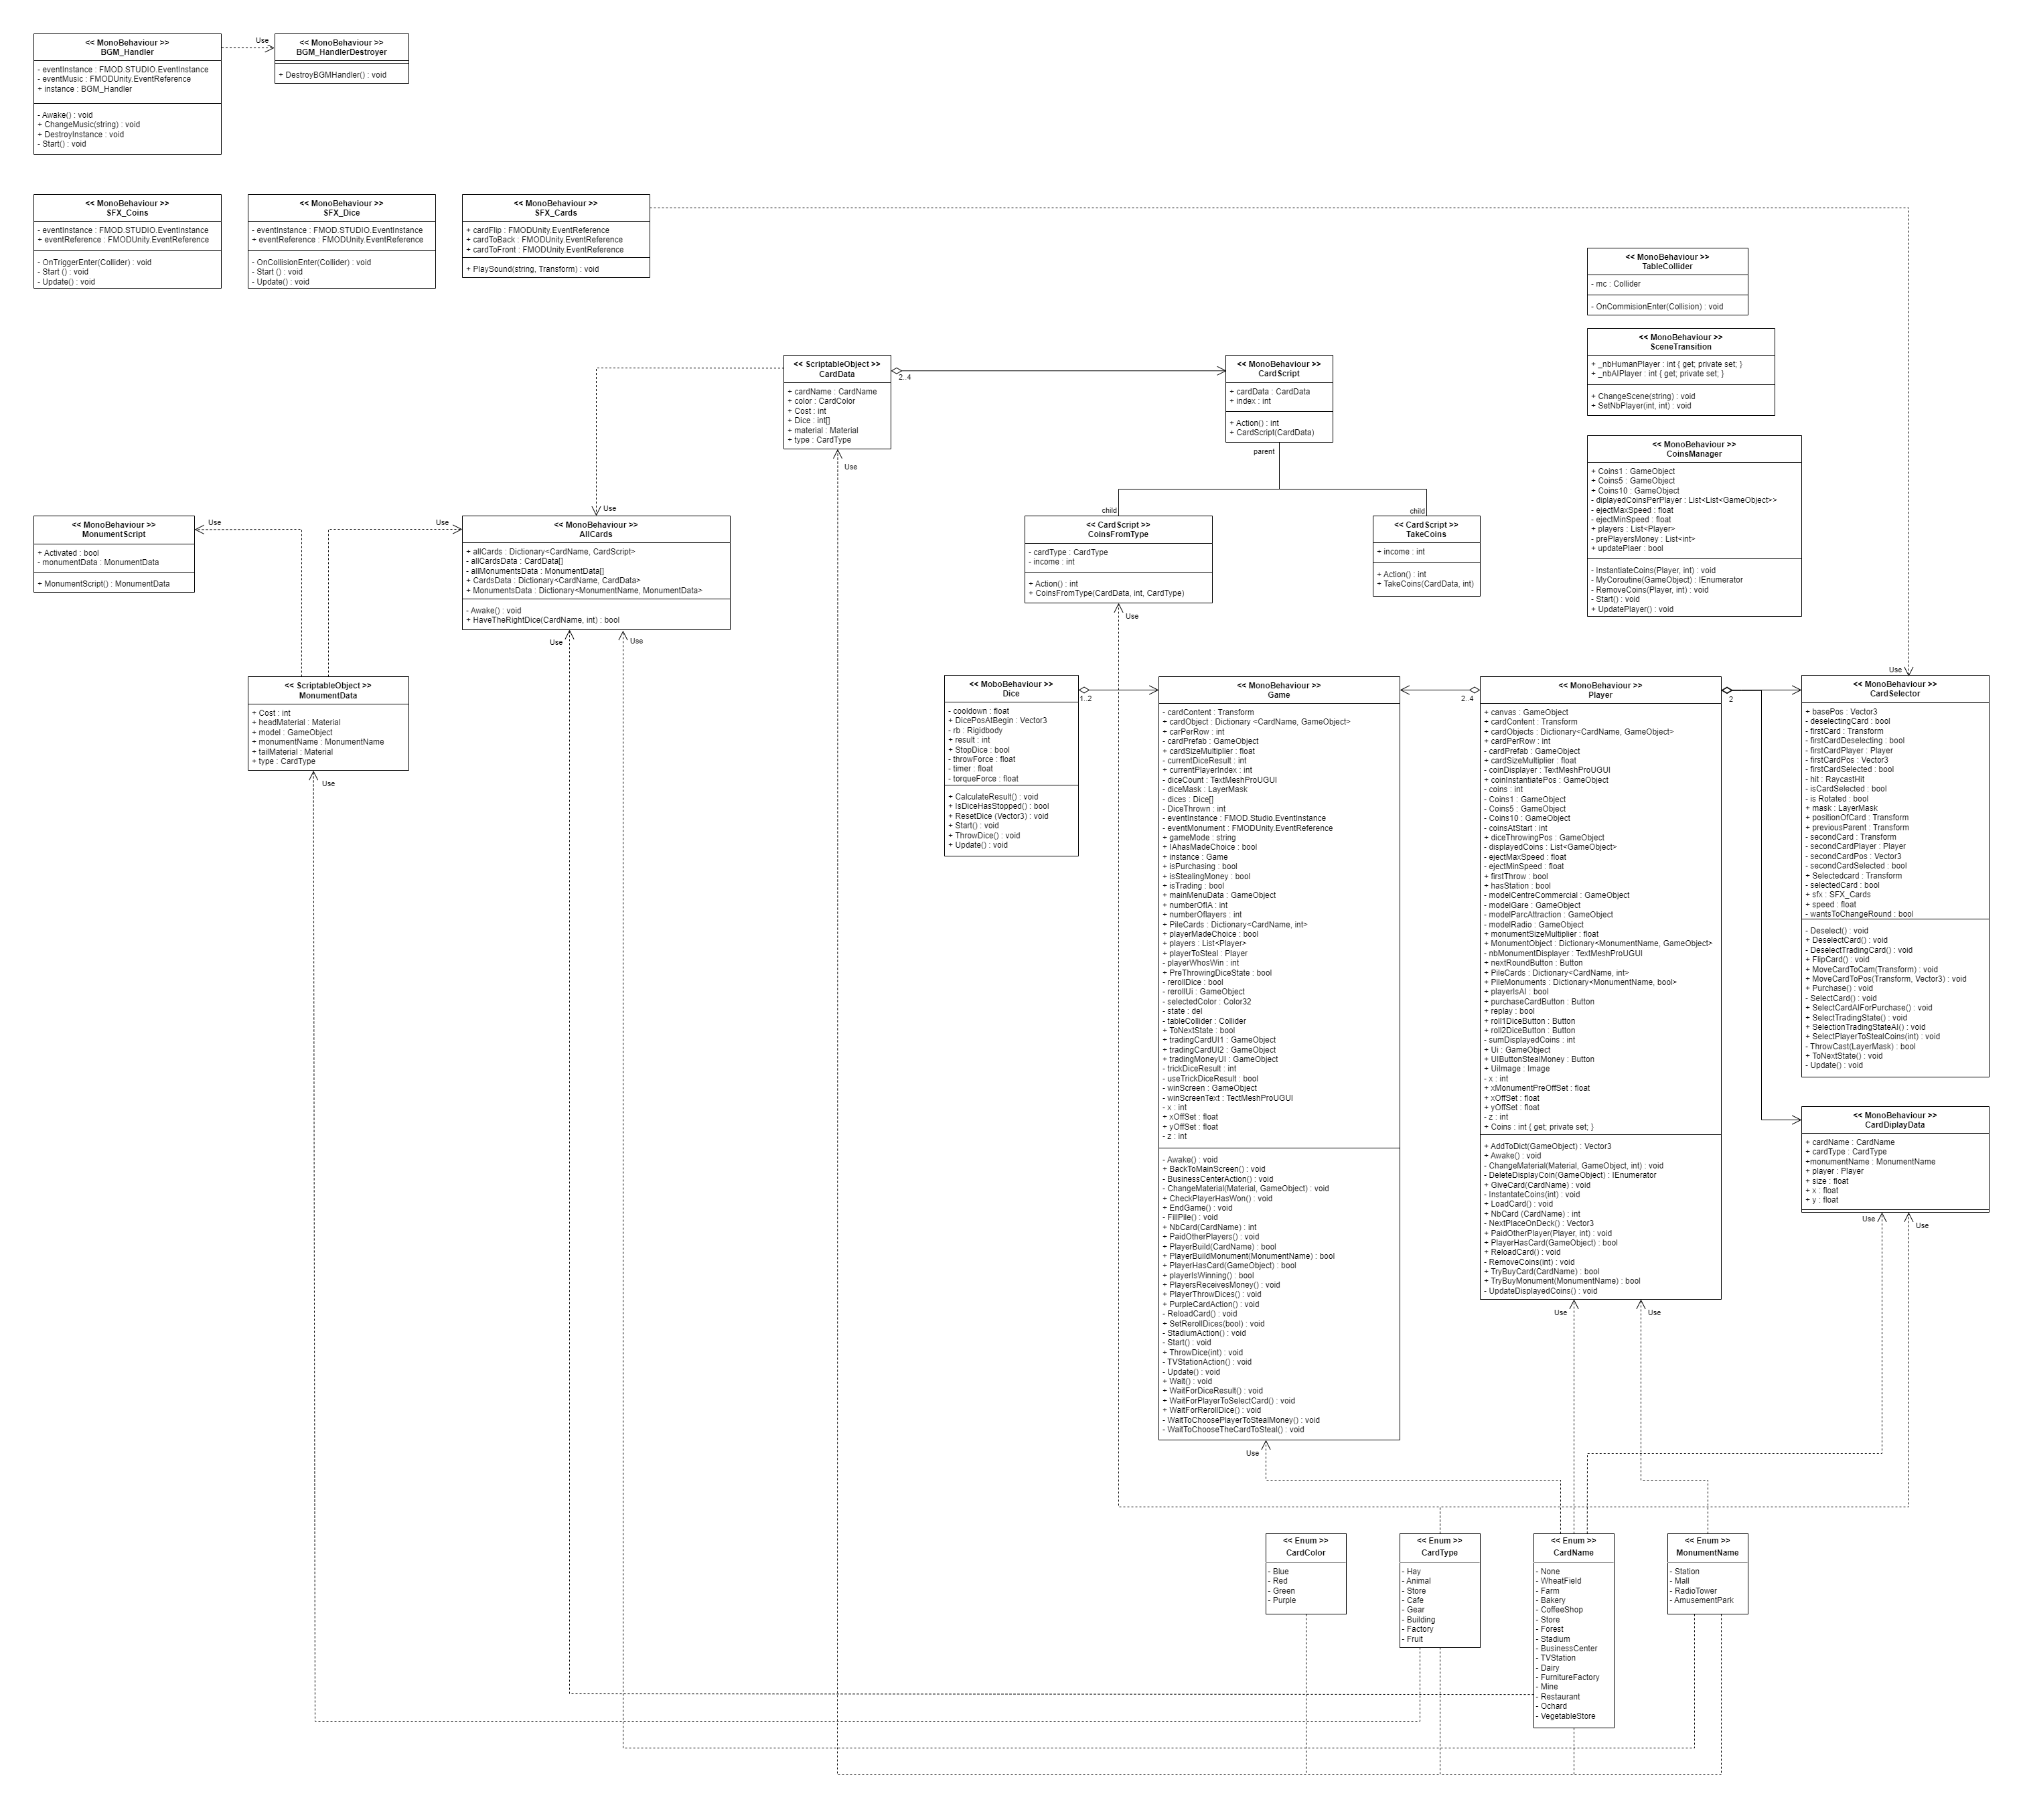 << MonoBehaviour >>
BGM_Handler
- eventInstance : FMOD.STUDIO.EventInstance
- eventMusic : FMODUnity.EventReference
+ instance : BGM_Handler
- Awake() : void
+ ChangeMusic(string) : void
+ DestroyInstance : void
- Start() : void
Use
<< MonoBehaviour >>
BGM_HandlerDestroyer
+ DestroyBGMHandler() : void
<< MonoBehaviour >>
SFX_Coins
- eventInstance : FMOD.STUDIO.EventInstance
+ eventReference : FMODUnity.EventReference
- OnTriggerEnter(Collider) : void
- Start () : void
- Update() : void
<< MonoBehaviour >>
SFX_Dice
- eventInstance : FMOD.STUDIO.EventInstance
+ eventReference : FMODUnity.EventReference
- OnCollisionEnter(Collider) : void
- Start () : void
- Update() : void
<< MonoBehaviour >>
SFX_Cards
+ cardFlip : FMODUnity.EventReference
+ cardToBack : FMODUnity.EventReference
+ cardToFront : FMODUnity.EventReference
+ PlaySound(string, Transform) : void
<< MonoBehaviour >>
TableCollider
- mc : Collider
- OnCommisionEnter(Collision) : void
<< MonoBehaviour >>
SceneTransition
+ _nbHumanPlayer : int { get; private set; }
+ _nbAIPlayer : int { get; private set; }
+ ChangeScene(string) : void
+ SetNbPlayer(int, int) : void
<< ScriptableObject >>
CardData
+ cardName : CardName
+ color : CardColor
+ Cost : int
+ Dice : int[]
+ material : Material
+ type : CardType
2..4
Use
<< MonoBehaviour >>
CardScript
+ cardData : CardData
+ index : int
+ Action() : int
+ CardScript(CardData)
parent
child
child
<< MonoBehaviour >>
CoinsManager
+ Coins1 : GameObject
+ Coins5 : GameObject
+ Coins10 : GameObject
- diplayedCoinsPerPlayer : List<List<GameObject>>
- ejectMaxSpeed : float
- ejectMinSpeed : float
+ players : List<Player>
- prePlayersMoney : List<int>
+ updatePlaer : bool
- InstantiateCoins(Player, int) : void
- MyCoroutine(GameObject) : IEnumerator
- RemoveCoins(Player, int) : void
- Start() : void
+ UpdatePlayer() : void
<< MonoBehaviour >>
MonumentScript
+ Activated : bool
- monumentData : MonumentData
+ MonumentScript() : MonumentData
Use
Use
Use
<< MonoBehaviour >>
AllCards
+ allCards : Dictionary<CardName, CardScript>
- allCardsData : CardData[]
- allMonumentsData : MonumentData[]
+ CardsData : Dictionary<CardName, CardData>
+ MonumentsData : Dictionary<MonumentName, MonumentData>
- Awake() : void
+ HaveTheRightDice(CardName, int) : bool
Use
Use
<< CardScript >>
CoinsFromType
- cardType : CardType
- income : int
+ Action() : int
+ CoinsFromType(CardData, int, CardType)
Use
<< CardScript >>
TakeCoins
+ income : int
+ Action() : int
+ TakeCoins(CardData, int)
<< ScriptableObject >>
MonumentData
+ Cost : int
+ headMaterial : Material
+ model : GameObject
+ monumentName : MonumentName
+ tailMaterial : Material
+ type : CardType
Use
<< MoboBehaviour >>
Dice
- cooldown : float
+ DicePosAtBegin : Vector3
- rb : Rigidbody
+ result : int
+ StopDice : bool
- throwForce : float
- timer : float
- torqueForce : float
+ CalculateResult() : void
+ IsDiceHasStopped() : bool
+ ResetDice (Vector3) : void
+ Start() : void
+ ThrowDice() : void
+ Update() : void
1..2
<< MonoBehaviour >>
Game
- cardContent : Transform
+ cardObject : Dictionary <CardName, GameObject>
+ carPerRow : int
- cardPrefab : GameObject
+ cardSizeMultiplier : float
- currentDiceResult : int
+ currentPlayerIndex : int
- diceCount : TextMeshProUGUI
- diceMask : LayerMask
- dices : Dice[]
- DiceThrown : int
- eventInstance : FMOD.Studio.EventInstance
- eventMonument : FMODUnity.EventReference
+ gameMode : string
+ IAhasMadeChoice : bool
+ instance : Game
+ isPurchasing : bool
+ isStealingMoney : bool
+ isTrading : bool
+ mainMenuData : GameObject
+ numberOfIA : int
+ numberOflayers : int
+ PileCards : Dictionary<CardName, int>
+ playerMadeChoice : bool
+ players : List<Player>
+ playerToSteal : Player
- playerWhosWin : int
+ PreThrowingDiceState : bool
- rerollDice : bool
- rerollUi : GameObject
- selectedColor : Color32
- state : del
- tableCollider : Collider
+ ToNextState : bool
+ tradingCardUI1 : GameObject
+ tradingCardUI2 : GameObject
+ tradingMoneyUI : GameObject
- trickDiceResult : int
- useTrickDiceResult : bool
- winScreen : GameObject
- winScreenText : TectMeshProUGUI
- x : int
+ xOffSet : float
+ yOffSet : float
- z : int
- Awake() : void
+ BackToMainScreen() : void
- BusinessCenterAction() : void
- ChangeMaterial(Material, GameObject) : void
+ CheckPlayerHasWon() : void
+ EndGame() : void
- FillPile() : void
+ NbCard(CardName) : int
+ PaidOtherPlayers() : void
+ PlayerBuild(CardName) : bool
+ PlayerBuildMonument(MonumentName) : bool
+ PlayerHasCard(GameObject) : bool
+ playerIsWinning() : bool
+ PlayersReceivesMoney() : void
+ PlayerThrowDices() : void
+ PurpleCardAction() : void
- ReloadCard() : void
+ SetRerollDices(bool) : void
- StadiumAction() : void
- Start() : void
+ ThrowDice(int) : void
- TVStationAction() : void
- Update() : void
+ Wait() : void
+ WaitForDiceResult() : void
+ WaitForPlayerToSelectCard() : void
+ WaitForRerollDice() : void
- WaitToChoosePlayerToStealMoney() : void
- WaitToChooseTheCardToSteal() : void
Use
2..4
<< MonoBehaviour >>
Player
+ canvas : GameObject
+ cardContent : Transform
+ cardObjects : Dictionary<CardName, GameObject>
+ cardPerRow : int
- cardPrefab : GameObject
+ cardSizeMultiplier : float
- coinDisplayer : TextMeshProUGUI
+ coinInstantiatePos : GameObject
- coins : int
- Coins1 : GameObject
- Coins5 : GameObject
- Coins10 : GameObject
- coinsAtStart : int
+ diceThrowingPos : GameObject
- displayedCoins : List<GameObject>
- ejectMaxSpeed : float
- ejectMinSpeed : float
+ firstThrow : bool
+ hasStation : bool
- modelCentreCommercial : GameObject
- modelGare : GameObject
- modelParcAttraction : GameObject
- modelRadio : GameObject
+ monumentSizeMultiplier : float
+ MonumentObject : Dictionary<MonumentName, GameObject>
- nbMonumentDisplayer : TextMeshProUGUI
+ nextRoundButton : Button
+ PileCards : Dictionary<CardName, int>
+ PileMonuments : Dictionary<MonumentName, bool>
+ playerIsAI : bool
+ purchaseCardButton : Button
+ replay : bool
+ roll1DiceButton : Button
+ roll2DiceButton : Button
- sumDisplayedCoins : int
+ Ui : GameObject
+ UIButtonStealMoney : Button
+ UiImage : Image
- x : int
+ xMonumentPreOffSet : float
+ xOffSet : float
+ yOffSet : float
- z : int
+ Coins : int { get; private set; }
+ AddToDict(GameObject) : Vector3
+ Awake() : void
- ChangeMaterial(Material, GameObject, int) : void
- DeleteDisplayCoin(GameObject) : IEnumerator
+ GiveCard(CardName) : void
- InstantateCoins(int) : void
+ LoadCard() : void
+ NbCard (CardName) : int
- NextPlaceOnDeck() : Vector3
+ PaidOtherPlayer(Player, int) : void
+ PlayerHasCard(GameObject) : bool
+ ReloadCard() : void
- RemoveCoins(int) : void
+ TryBuyCard(CardName) : bool
+ TryBuyMonument(MonumentName) : bool
- UpdateDisplayedCoins() : void
Use
Use
2
Use
<< MonoBehaviour >>
CardSelector
+ basePos : Vector3
- deselectingCard : bool
- firstCard : Transform
- firstCardDeselecting : bool
- firstCardPlayer : Player
- firstCardPos : Vector3
- firstCardSelected : bool
- hit : RaycastHit
- isCardSelected : bool
- is Rotated : bool
+ mask : LayerMask
+ positionOfCard : Transform
+ previousParent : Transform
- secondCard : Transform
- secondCardPlayer : Player
- secondCardPos : Vector3
- secondCardSelected : bool
+ Selectedcard : Transform
- selectedCard : bool
+ sfx : SFX_Cards
+ speed : float
- wantsToChangeRound : bool
- Deselect() : void
+ DeselectCard() : void
- DeselectTradingCard() : void
+ FlipCard() : void
+ MoveCardToCam(Transform) : void
+ MoveCardToPos(Transform, Vector3) : void
+ Purchase() : void
- SelectCard() : void
+ SelectCardAIForPurchase() : void
+ SelectTradingState() : void
+ SelectionTradingStateAI() : void
+ SelectPlayerToStealCoins(int) : void
- ThrowCast(LayerMask) : bool
+ ToNextState() : void
- Update() : void
<< MonoBehaviour >>
CardDiplayData
+ cardName : CardName
+ cardType : CardType
+monumentName : MonumentName
+ player : Player
+ size : float
+ x : float
+ y : float
Use
Use
<< Enum >>
CardColor
- Blue
- Red
- Green
- Purple
<< Enum >>
CardType
- Hay
- Animal
- Store
- Cafe
- Gear
- Building
- Factory
- Fruit
<< Enum >>
CardName
- None
- WheatField
- Farm
- Bakery
- CoffeeShop
- Store
- Forest
- Stadium
- BusinessCenter
- TVStation
- Dairy
- FurnitureFactory
- Mine
- Restaurant
- Ochard
- VegetableStore
<< Enum >>
MonumentName
- Station
- Mall
- RadioTower
- AmusementPark